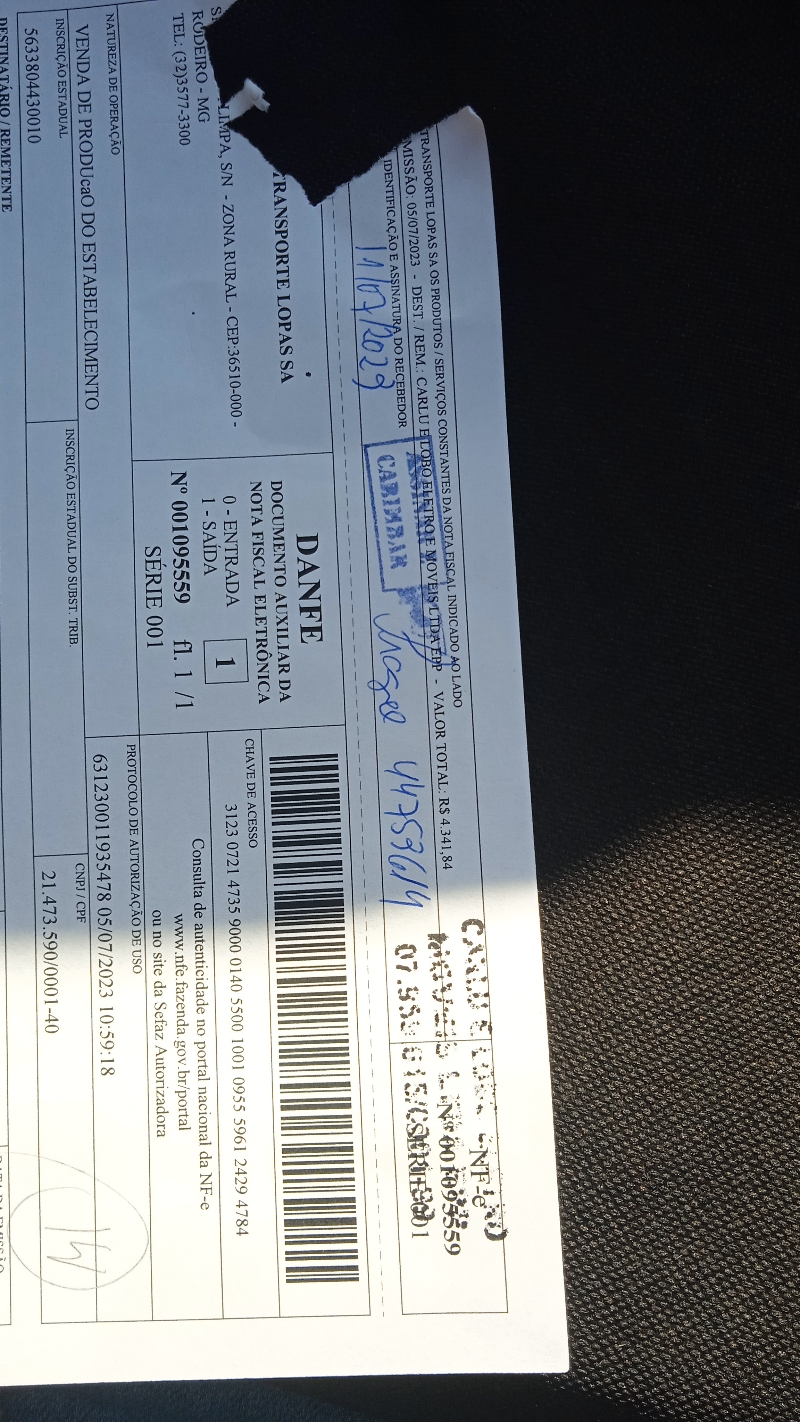 TRANSPORTE LOPAS SA OS PRODUTOS / SERVIÇOS CONSTANTES DA NOTA FISCAL INDICADO AO LADO
MISSÃO: 05/07/2023 - DEST. / REM.: CARLU E LOBO ELETRO E MOVEIS LTDA EPP - VALOR TOTAL: R$ 4.341,84
IDENTIFICAÇÃO E ASSINATURA DO RECEBEDOR
CARIMBAR
NF-e
Nº 001095559
SÉRIE 001
TRANSPORTE LOPAS SA
LIMPA, S/N - ZONA RURAL - CEP:36510-000 -
RODEIRO - MG
TEL: (32)3577-3300
DANFE
DOCUMENTO AUXILIAR DA
NOTA FISCAL ELETRÔNICA
0 - ENTRADA
1 - SAÍDA
1
Nº 001095559 fl. 1 /1
SÉRIE 001
CHAVE DE ACESSO
3123 0721 4735 9000 0140 5500 1001 0955 5961 2429 4784
Consulta de autenticidade no portal nacional da NF-e
www.nfe.fazenda.gov.br/portal
ou no site da Sefaz Autorizadora
NATUREZA DE OPERAÇÃO
VENDA DE PRODUcaO DO ESTABELECIMENTO
PROTOCOLO DE AUTORIZAÇÃO DE USO
631230011935478 05/07/2023 10:59:18
INSCRIÇÃO ESTADUAL
5633804430010
INSCRIÇÃO ESTADUAL DO SUBST. TRIB.
CNPJ / CPF
21.473.590/0001-40
14
DESTINATÁRIO / REMETENTE